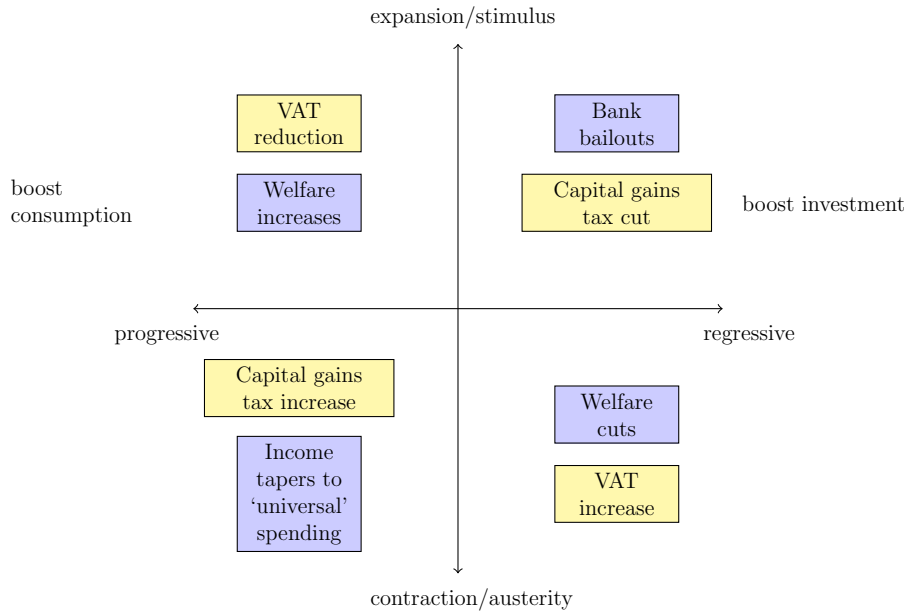 expansion/stimulus
VAT
reduction
Bank
bailouts
boost
consumption
Welfare
increases
Capital gains
tax cut
boost investment
progressive
regressive
Capital gains
tax increase
Welfare
cuts
Income
tapers to
‘universal’
spending
VAT
increase
contraction/austerity